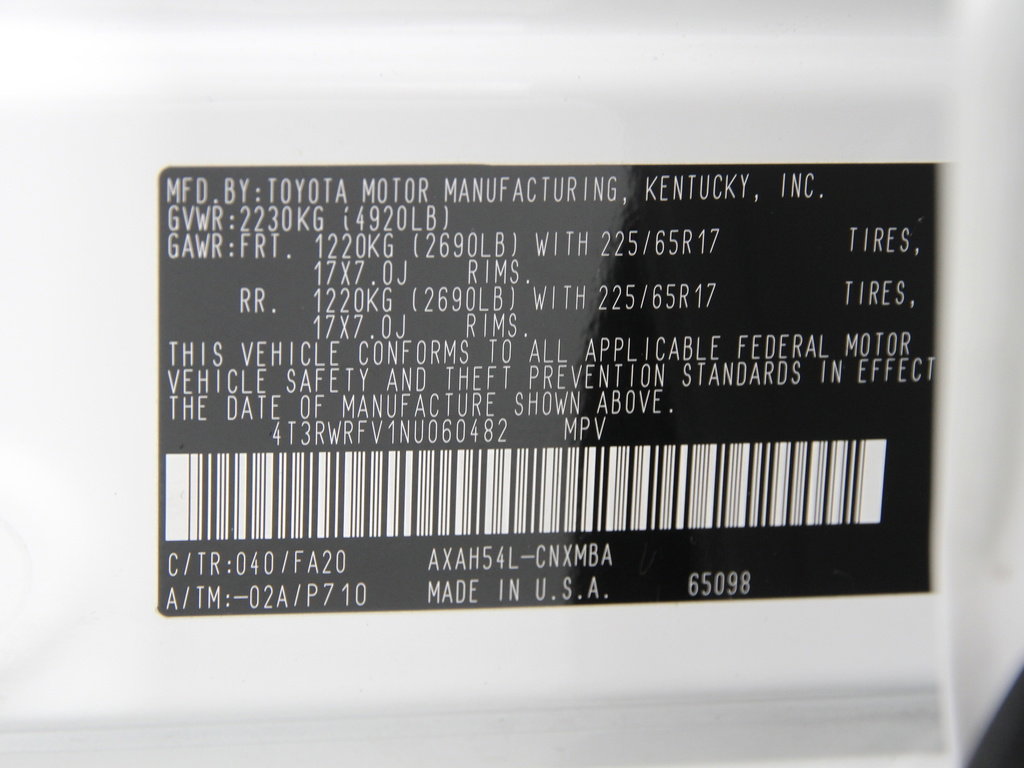 MFD.BY:TOYOTA MOTOR MANUFACTURING, KENTUCKY, INC.
GVWR:2230KG (4920LB)
GAWR:FRT. 1220KG (2690LB) WITH 225/65R17 TIRES,
17X7.0J RIMS.
RR. 1220KG (2690LB) WITH 225/65R17 TIRES,
17X7.0J RIMS.
THIS VEHICLE CONFORMS TO ALL APPLICABLE FEDERAL MOTOR
VEHICLE SAFETY AND THEFT PREVENTION STANDARDS IN EFFECT
THE DATE OF MANUFACTURE SHOWN ABOVE.
4T3RWRFV1NU060482 MPV
C/TR:040/FA20 AXAH54L-CNXMBA
A/TM:-02A/P710 MADE IN U.S.A. 65098